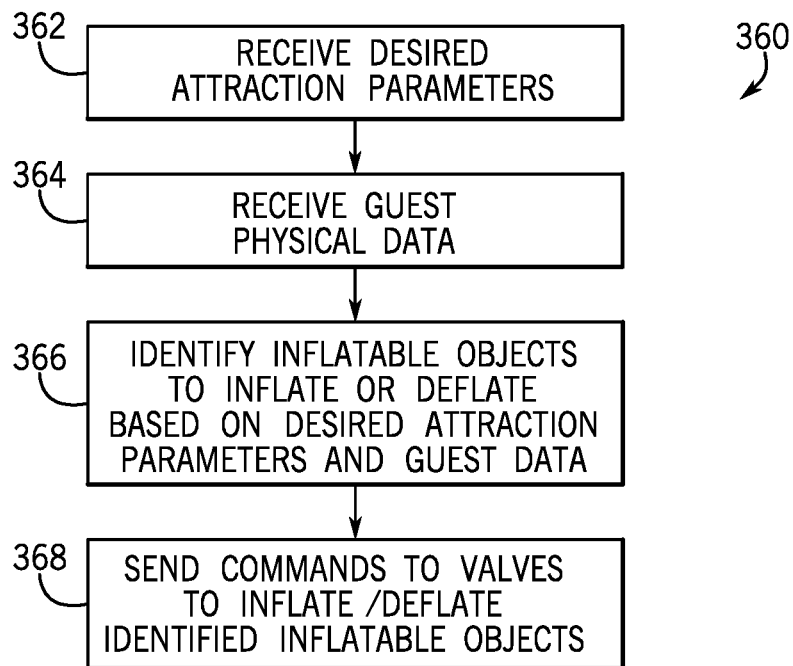 362
RECEIVE DESIRED
ATTRACTION PARAMETERS
360
364
RECEIVE GUEST
PHYSICAL DATA
366
IDENTIFY INFLATABLE OBJECTS
TO INFLATE OR DEFLATE
BASED ON DESIRED ATTRACTION
PARAMETERS AND GUEST DATA
368
SEND COMMANDS TO VALVES
TO INFLATE/DEFLATE
IDENTIFIED INFLATABLE OBJECTS